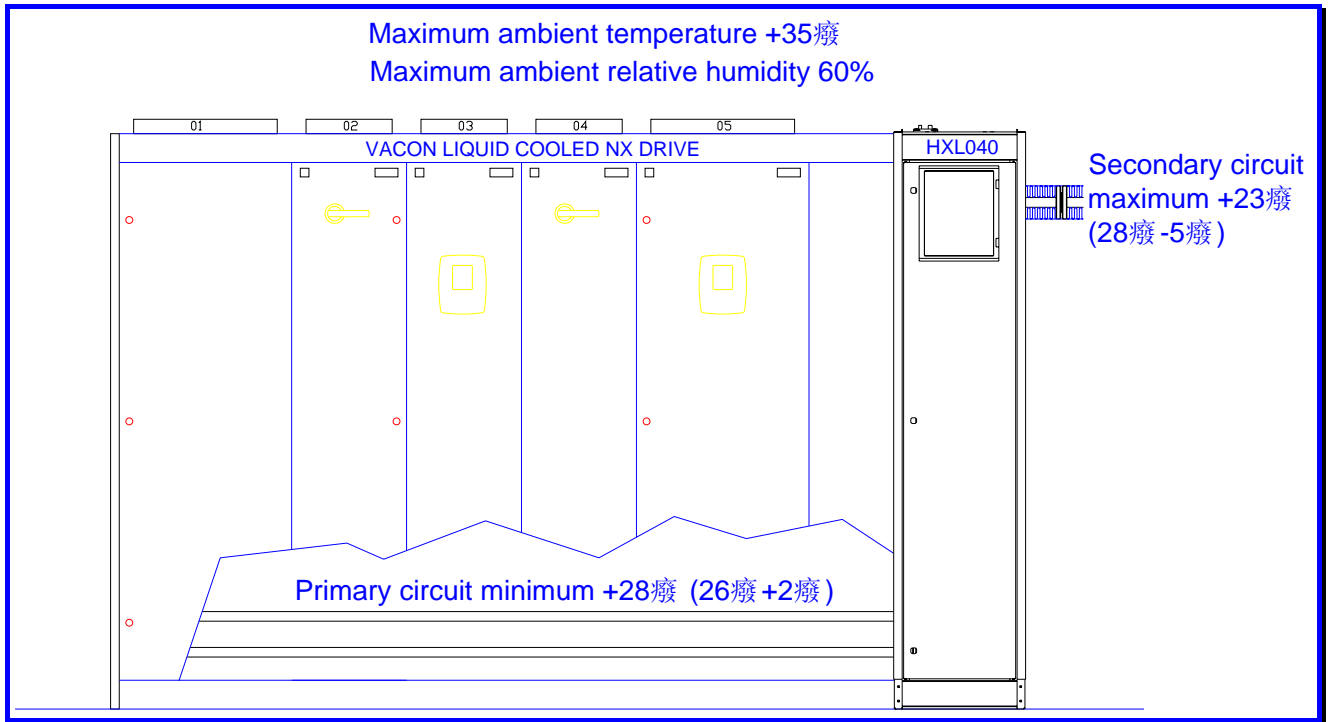 Maximum ambient temperature +35癈
Maximum ambient relative humidity 60%
01 02 03 04 05
VACON LIQUID COOLED NX DRIVE
HXL040
Secondary circuit
maximum +23癈
(28癈 -5癈 )
Primary circuit minimum +28癈 (26癈 +2癈 )